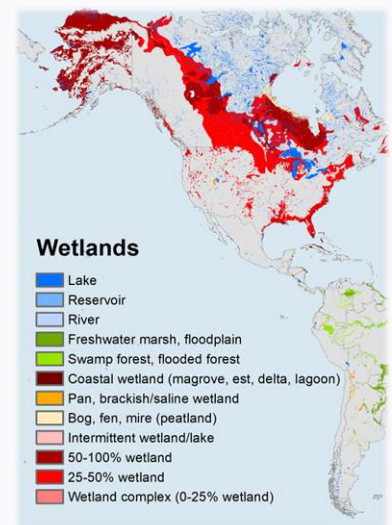 Wetlands
Lake
Reservoir
River
Freshwater marsh, floodplain
Swamp forest, flooded forest
Coastal wetland (magrove, est, delta, lagoon)
Pan, brackish/saline wetland
Bog, fen, mire (peatland)
Intermittent wetland/lake
50-100% wetland
25-50% wetland
Wetland complex (0-25% wetland)